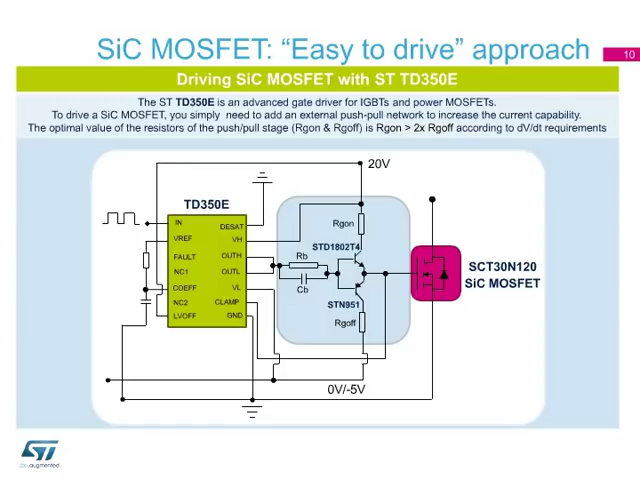 SiC MOSFET: “Easy to drive” approach
10
Driving SiC MOSFET with ST TD350E
The ST TD350E is an advanced gate driver for IGBTs and power MOSFETs.
To drive a SiC MOSFET, you simply need to add an external push-pull network to increase the current capability.
The optimal value of the resistors of the push/pull stage (Rgon & Rgoff) is Rgon > 2x Rgoff according to dV/dt requirements
20V
TD350E
IN
DESAT
VREF
VH
FAULT
OUTH
NC1
OUTL
COEFF
VL
NC2
CLAMP
LVOFF
GND
Rgon
STD1802T4
Rb
Cb
STN951
Rgoff
SCT30N120
SiC MOSFET
0V/-5V
ST
life.augmented